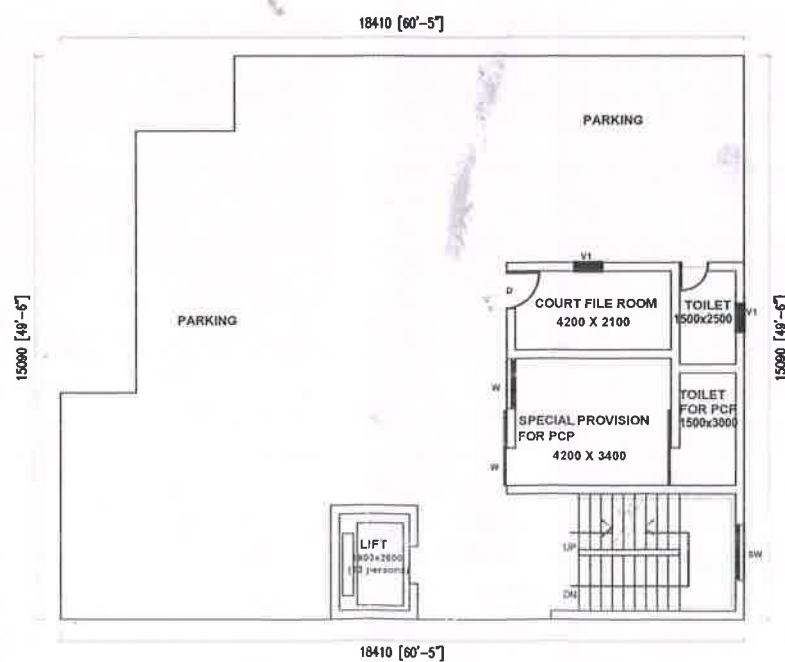 18410 [60'-5"]
PARKING
15090 [49'-6"]
15090 [49'-6"]
V1
D
COURT FILE ROOM
4200 X 2100
TOILET
1500x2500
V1
PARKING
W
SPECIAL PROVISION
FOR PCP
4200 X 3400
W
TOILET
FOR PCP
1500x3000
LIFT
UP
DN
SW
18410 [60'-5"]